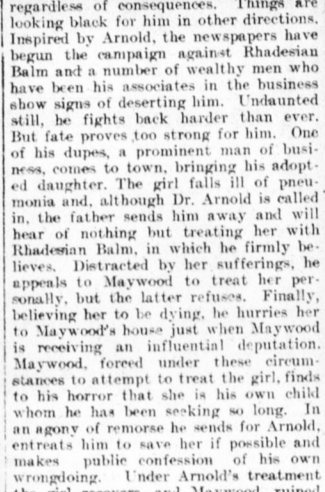 regardless of consequences. Things are
looking black for him in other directions.
Inspired by Arnold, the newspapers have
begun the campaign against Rhadesian
Balm and a number of wealthy men who
have been his associates in the business
show signs of deserting him. Undaunted
still, he fights back harder than ever.
But fate proves too strong for him. One
of his dupes, a prominent man of busi-
ness, comes to town, bringing his adopt-
ed daughter. The girl falls ill of pneu-
monia and, although Dr. Arnold is called
in, the father sends him away and will
hear of nothing but treating her with
Rhadesian Balm, in which he firmly be-
lieves. Distracted by her sufferings, he
appeals to Maywood to treat her per-
sonally, but the latter refuses. Finally,
believing her to be dying, he hurries her
to Maywood's house just when Maywood
is receiving an influential deputation.
Maywood, forced under these circum-
stances to attempt to treat the girl, finds
to his horror that she is his own child
whom he has been seeking so long. In
an agony of remorse he sends for Arnold,
entreats him to save her if possible and
makes public confession of his own
wrongdoing. Under Arnold's treatment
the girl recovers and Maywood, ruined